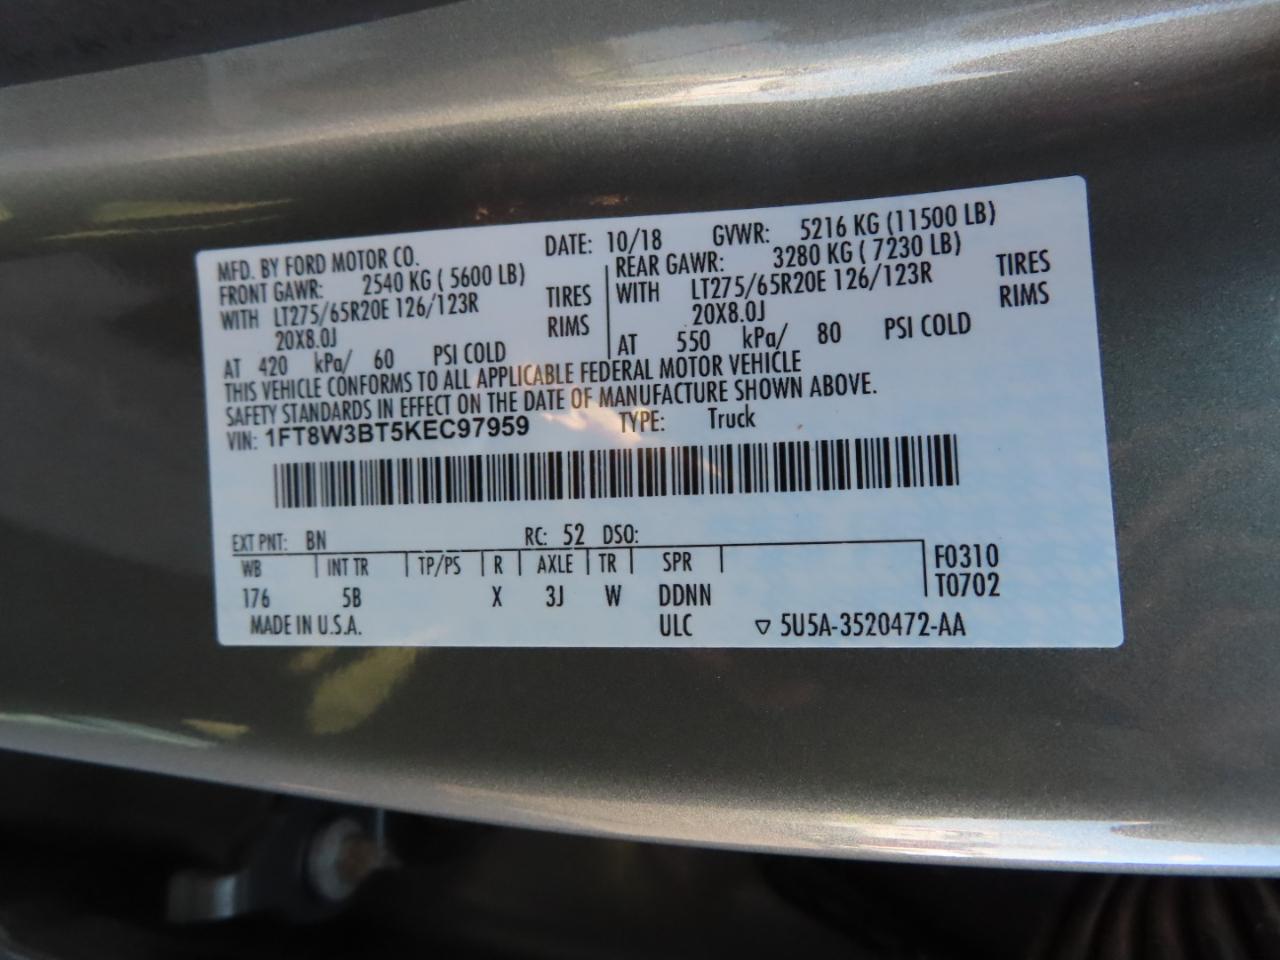 MFD. BY FORD MOTOR CO. DATE: 10/18 GVWR: 5216 KG (11500 LB)
FRONT GAWR: 2540 KG ( 5600 LB) REAR GAWR: 3280 KG ( 7230 LB)
WITH LT275/65R20E 126/123R TIRES WITH LT275/65R20E 126/123R TIRES
20X8.0J RIMS 20X8.0J RIMS
AT 420 kPa/ 60 PSI COLD AT 550 kPa/ 80 PSI COLD
THIS VEHICLE CONFORMS TO ALL APPLICABLE FEDERAL MOTOR VEHICLE
SAFETY STANDARDS IN EFFECT ON THE DATE OF MANUFACTURE SHOWN ABOVE.
VIN: 1FT8W3BT5KEC97959 TYPE: Truck
EXT PNT: BN RC: 52 DSO:
WB INT TR TP/PS R AXLE TR SPR F0310
176 5B X 3J W DDNN T0702
MADE IN U.S.A. ULC ▽ 5U5A-3520472-AA